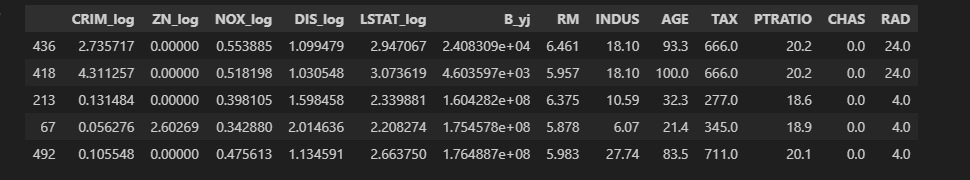 CRIM_log ZN_log NOX_log DIS_log LSTAT_log B_yj RM INDUS AGE TAX PTRATIO CHAS RAD
436 2.735717 0.00000 0.553885 1.099479 2.947067 2.408309e+04 6.461 18.10 93.3 666.0 20.2 0.0 24.0
418 4.311257 0.00000 0.518198 1.030548 3.073619 4.603597e+03 5.957 18.10 100.0 666.0 20.2 0.0 24.0
213 0.131484 0.00000 0.398105 1.598458 2.339881 1.604282e+08 6.375 10.59 32.3 277.0 18.6 0.0 4.0
67 0.056276 2.60269 0.342880 2.014636 2.208274 1.754578e+08 5.878 6.07 21.4 345.0 18.9 0.0 4.0
492 0.105548 0.00000 0.475613 1.134591 2.663750 1.764887e+08 5.983 27.74 83.5 711.0 20.1 0.0 4.0